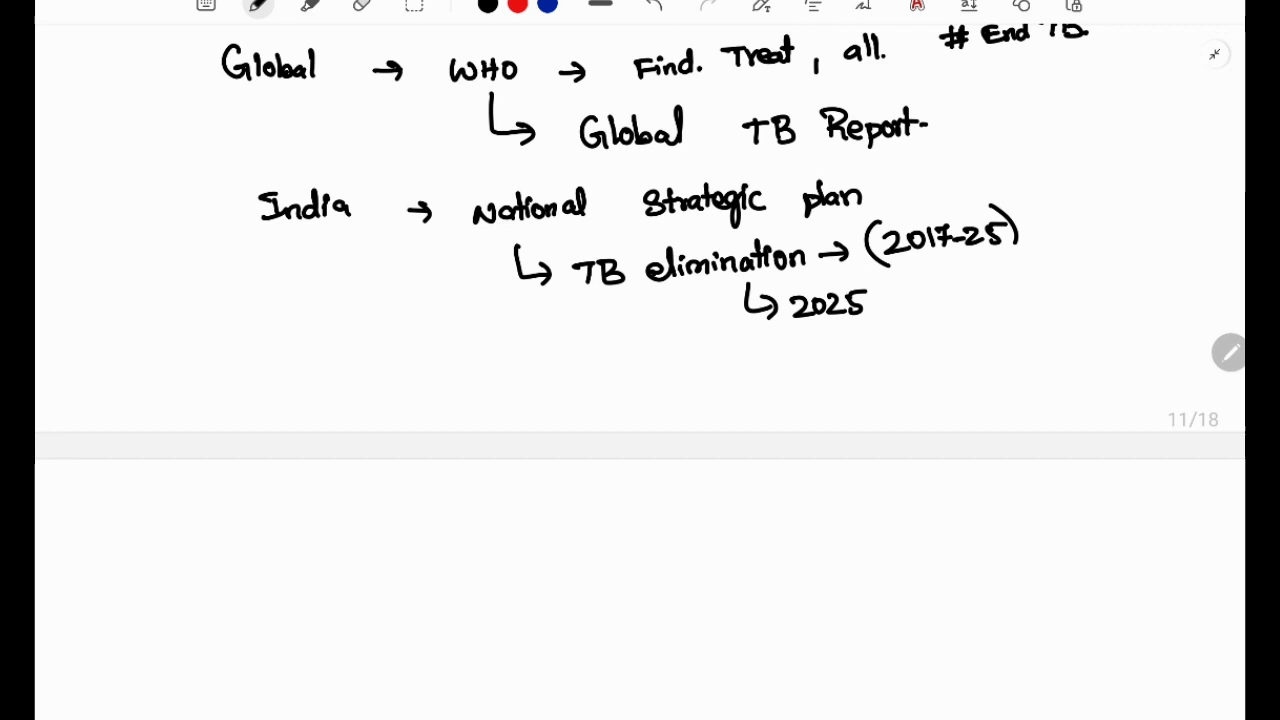 Global → WHO → Find. Treat, all. # End TB.
↳ Global TB Report-
India → National Strategic plan
↳ TB elimination → (2017-25)
↳ 2025
11/18